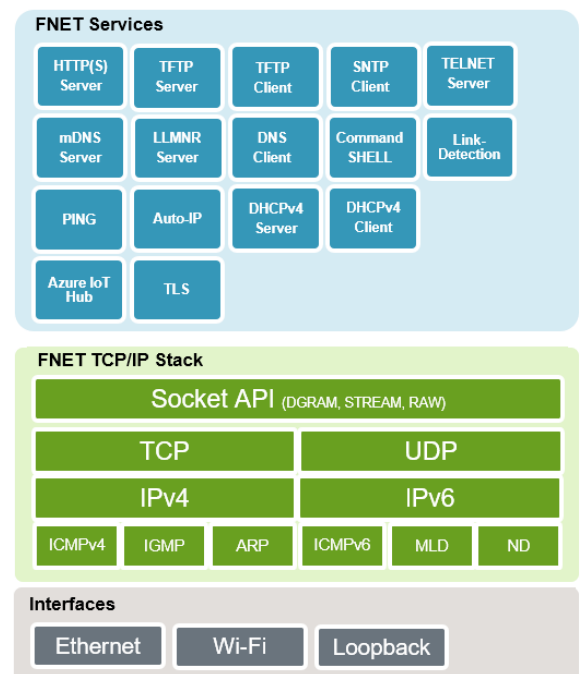 FNET Services
HTTP(S)
Server
TFTP
Server
TFTP
Client
SNTP
Client
TELNET
Server
mDNS
Server
LLMNR
Server
DNS
Client
Command
SHELL
Link-
Detection
PING
Auto-IP
DHCPv4
Server
DHCPv4
Client
Azure IoT
Hub
TLS
FNET TCP/IP Stack
Socket API (DGRAM, STREAM, RAW)
TCP
UDP
IPv4
IPv6
ICMPv4
IGMP
ARP
ICMPv6
MLD
ND
Interfaces
Ethernet
Wi-Fi
Loopback